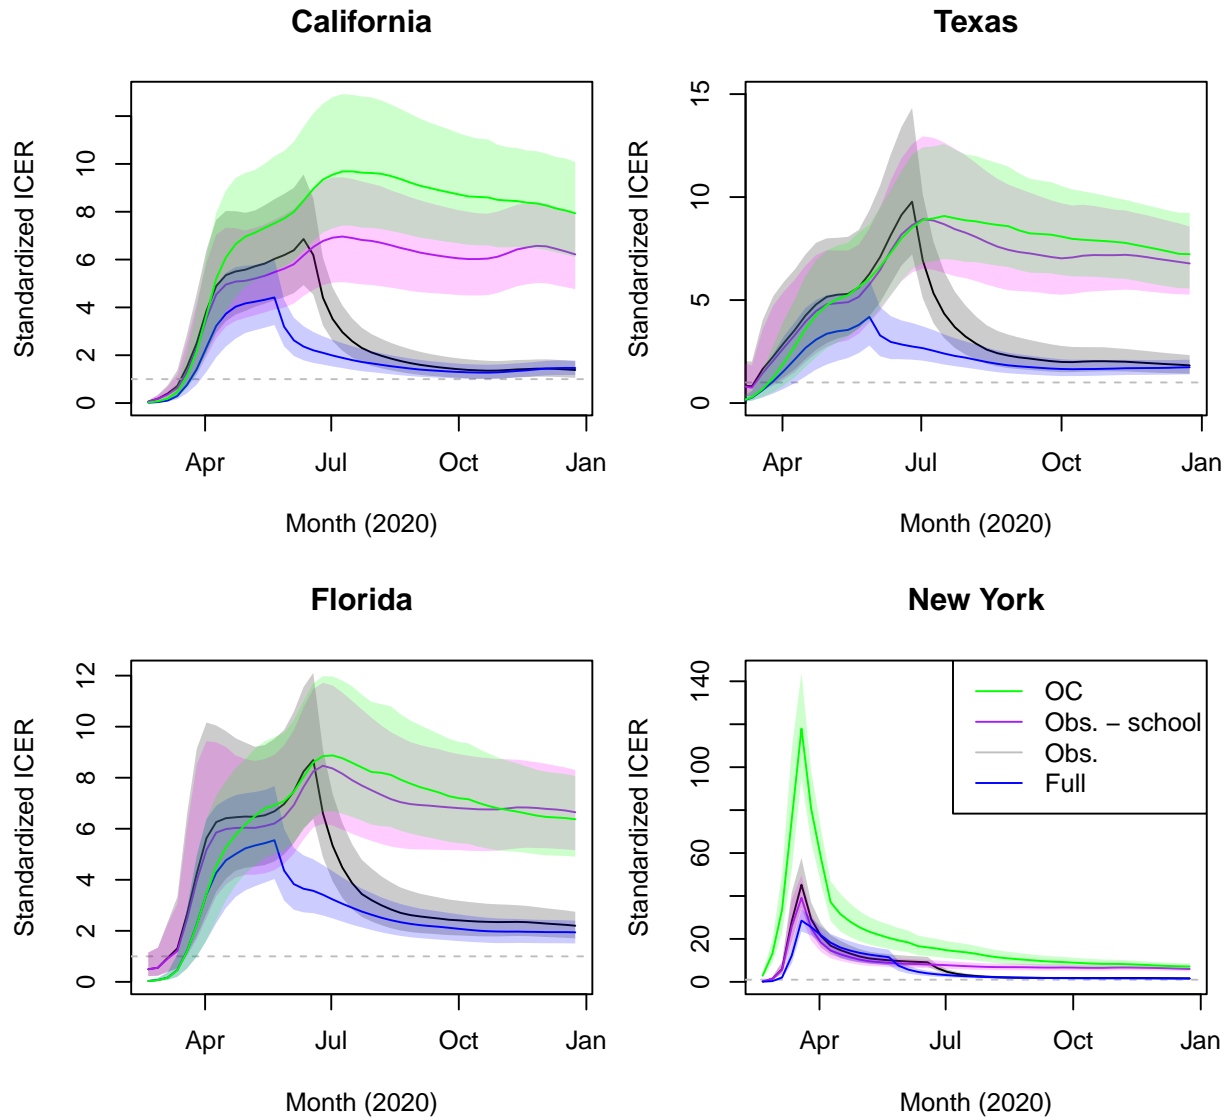 California
Standardized ICER
0 2 4 6 8 10
Apr Jul Oct Jan
Month (2020)
Texas
Standardized ICER
0 5 10 15
Apr Jul Oct Jan
Month (2020)
Florida
Standardized ICER
0 2 4 6 8 10 12
Apr Jul Oct Jan
Month (2020)
New York
Standardized ICER
0 20 60 100 140
Apr Jul Oct Jan
Month (2020)
OC
Obs. − school
Obs.
Full